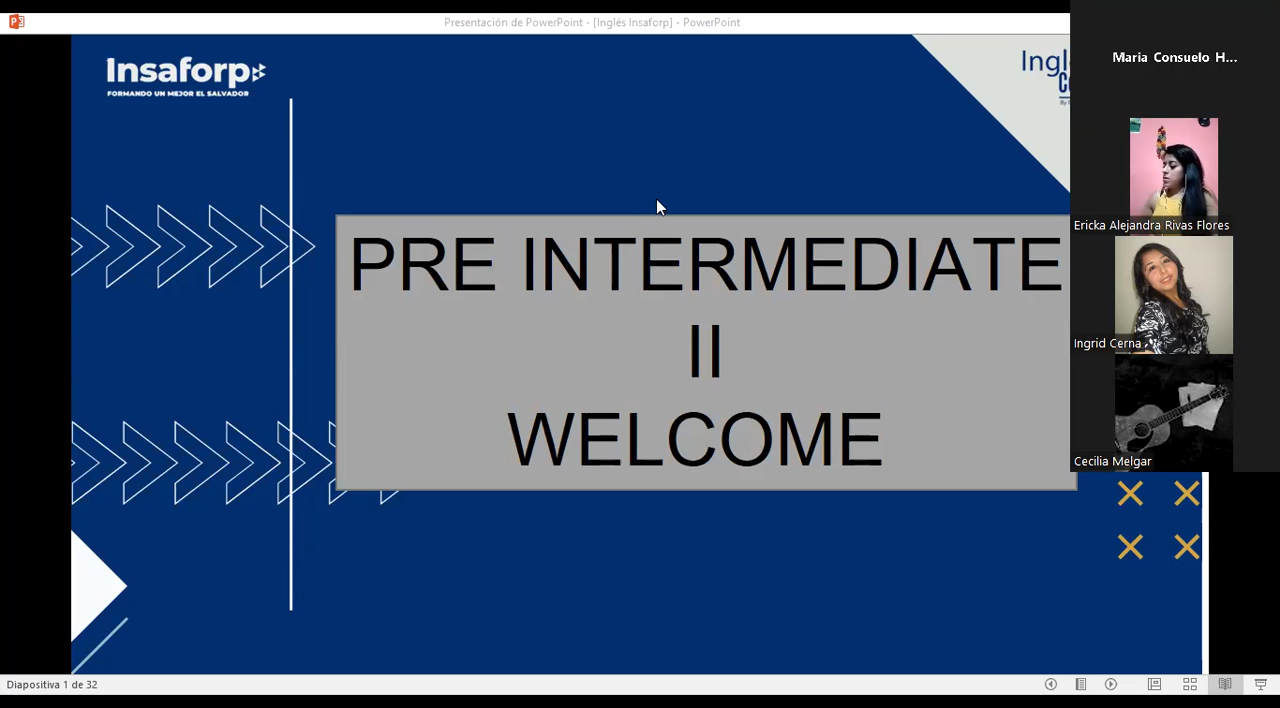 Presentación de PowerPoint - [Inglés Insaforp] - PowerPoint
Insaforp
FORMANDO UN MEJOR EL SALVADOR
PRE INTERMEDIATE
II
WELCOME
Maria Consuelo H...
Ericka Alejandra Rivas Flores
Ingrid Cerna
Cecilia Melgar
Diapositiva 1 de 32